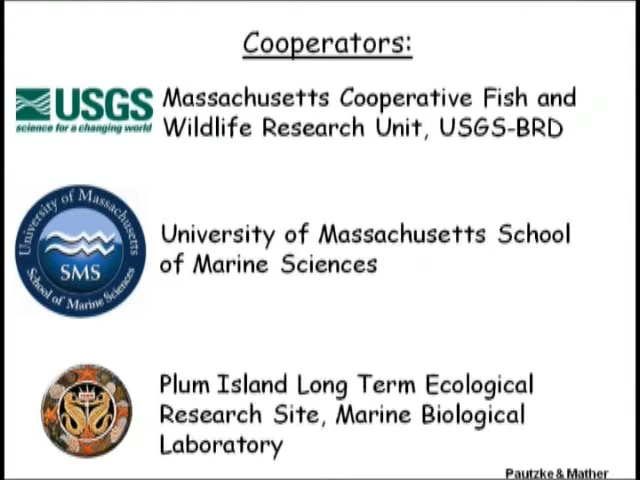 Cooperators:
USGS
science for a changing world
Massachusetts Cooperative Fish and
Wildlife Research Unit, USGS-BRD
University of Massachusetts
SMS
School of Marine Sciences
University of Massachusetts School
of Marine Sciences
Plum Island Long Term Ecological
Research Site, Marine Biological
Laboratory
Pautzke & Mather